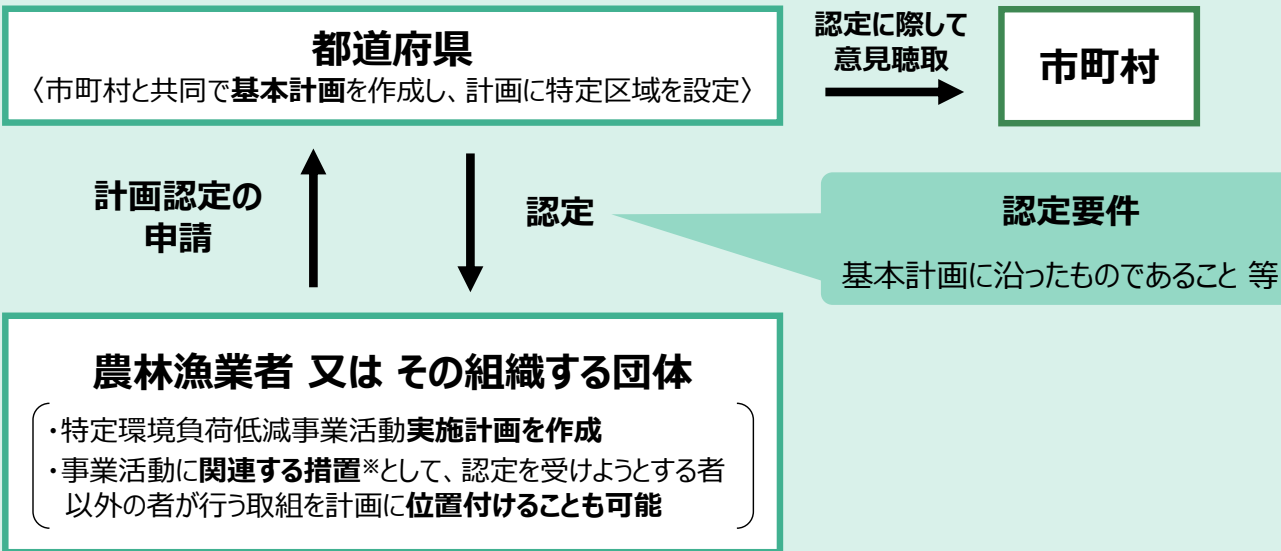 都道府県
〈市町村と共同で基本計画を作成し、計画に特定区域を設定〉
認定に際して
意見聴取
市町村
計画認定の
申請
認定
認定要件
基本計画に沿ったものであること 等
農林漁業者 又は その組織する団体
・特定環境負荷低減事業活動実施計画を作成
・事業活動に関連する措置※として、認定を受けようとする者
以外の者が行う取組を計画に位置付けることも可能